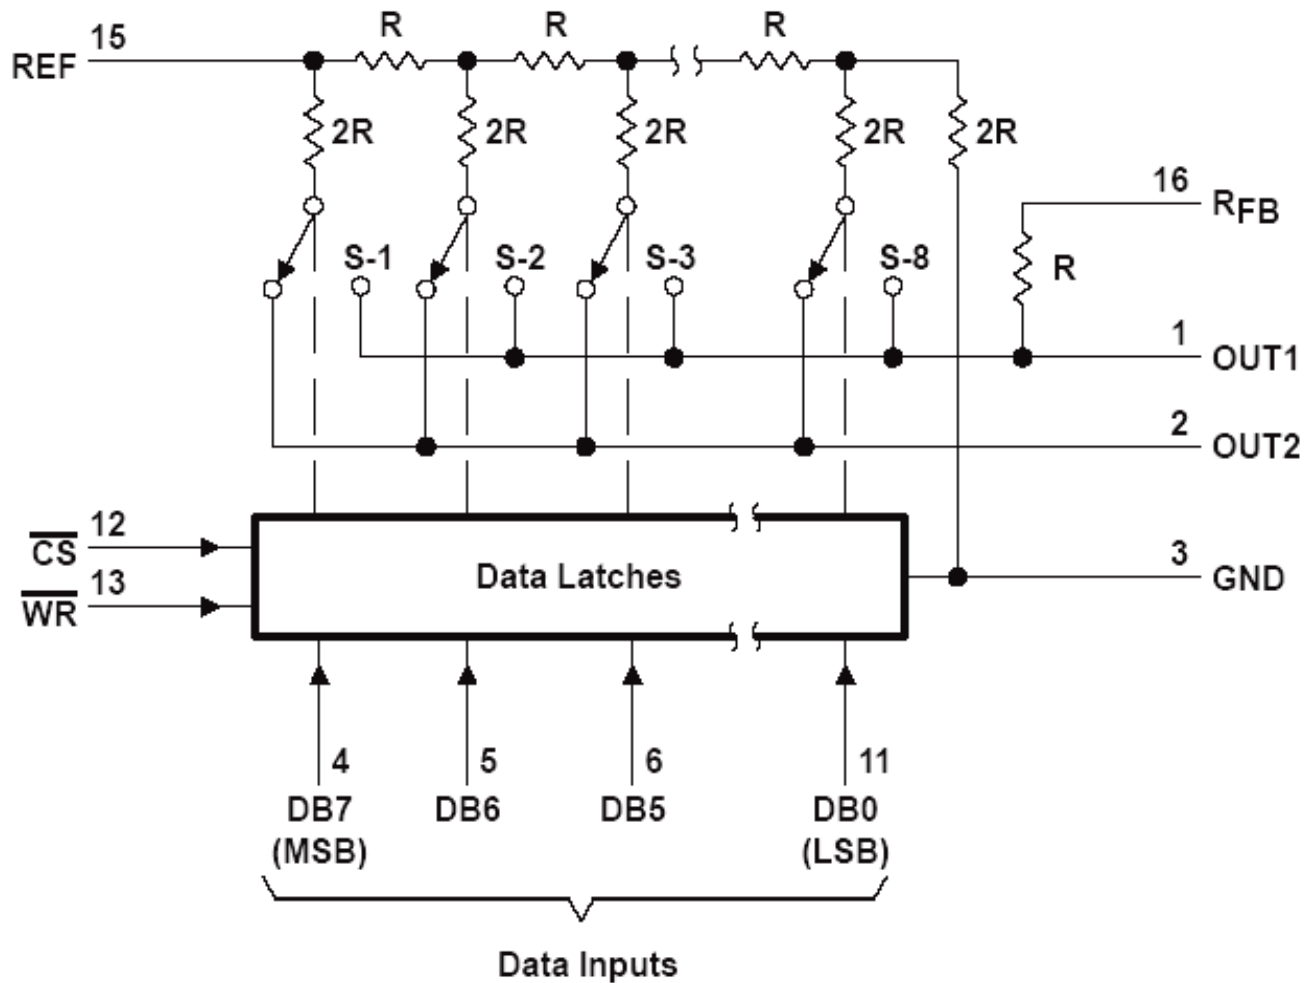 R R R
15
REF
2R 2R 2R 2R 2R
16
RFB
S-1 S-2 S-3 S-8
R
1
OUT1
2
OUT2
12
CS
13
WR
Data Latches
3
GND
4 5 6 11
DB7 DB6 DB5 DB0
(MSB) (LSB)
Data Inputs